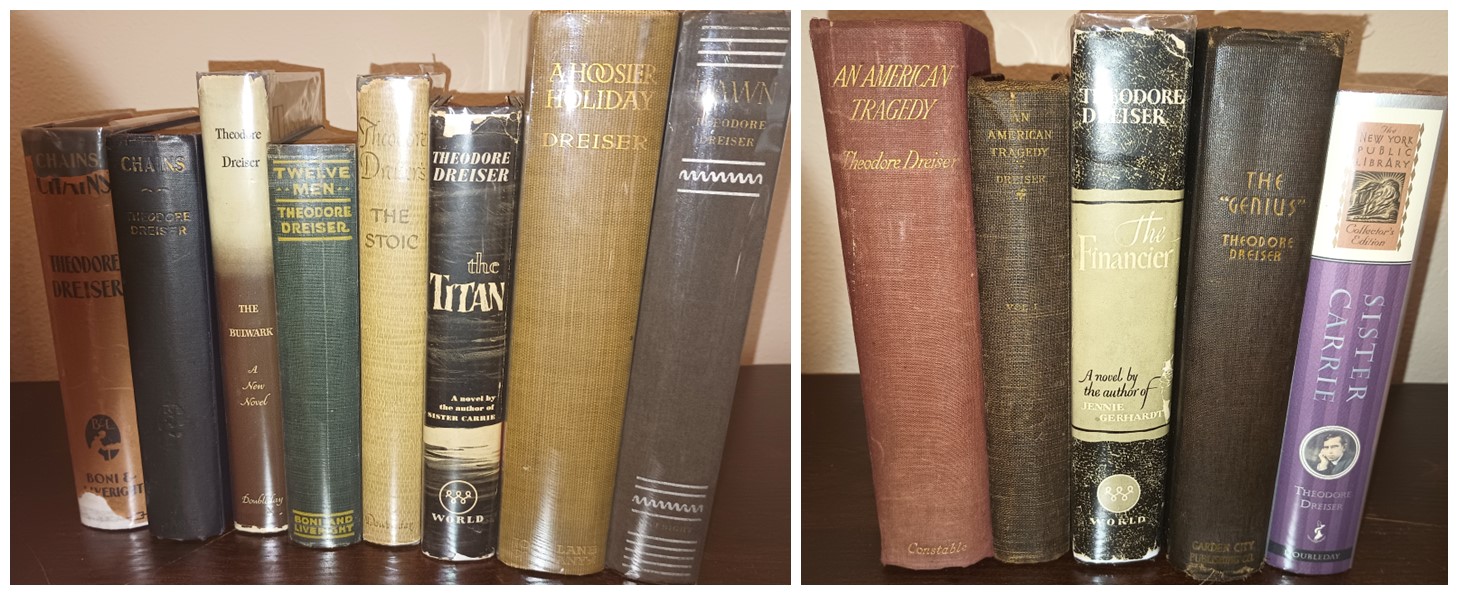 CHAINS
CHAINS
THEODORE
DREISER
B&L
BONI &
LIVERIGHT
CHAINS
THEODORE
DREISER
Theodore
Dreiser
THE
BULWARK
A
New
Novel
Doubleday
TWELVE
MEN
THEODORE
DREISER
BONI AND
LIVERIGHT
Theodore
Dreiser's
THE
STOIC
Doubleday
THEODORE
DREISER
the
TITAN
A novel by
the author of
SISTER CARRIE
WORLD
A HOOSIER
HOLIDAY
DREISER
LANE
DAWN
THEODORE
DREISER
AN AMERICAN
TRAGEDY
Theodore Dreiser
Constable
AN
AMERICAN
TRAGEDY
DREISER
VOL I
THEODORE
DREISER
The
Financier
A novel by
the author of
JENNIE
GERHARDT
WORLD
THE
"GENIUS"
THEODORE
DREISER
GARDEN CITY
The
NEW YORK
PUBLIC
LIBRARY
Collector's
Edition
SISTER
CARRIE
THEODORE
DREISER
DOUBLEDAY